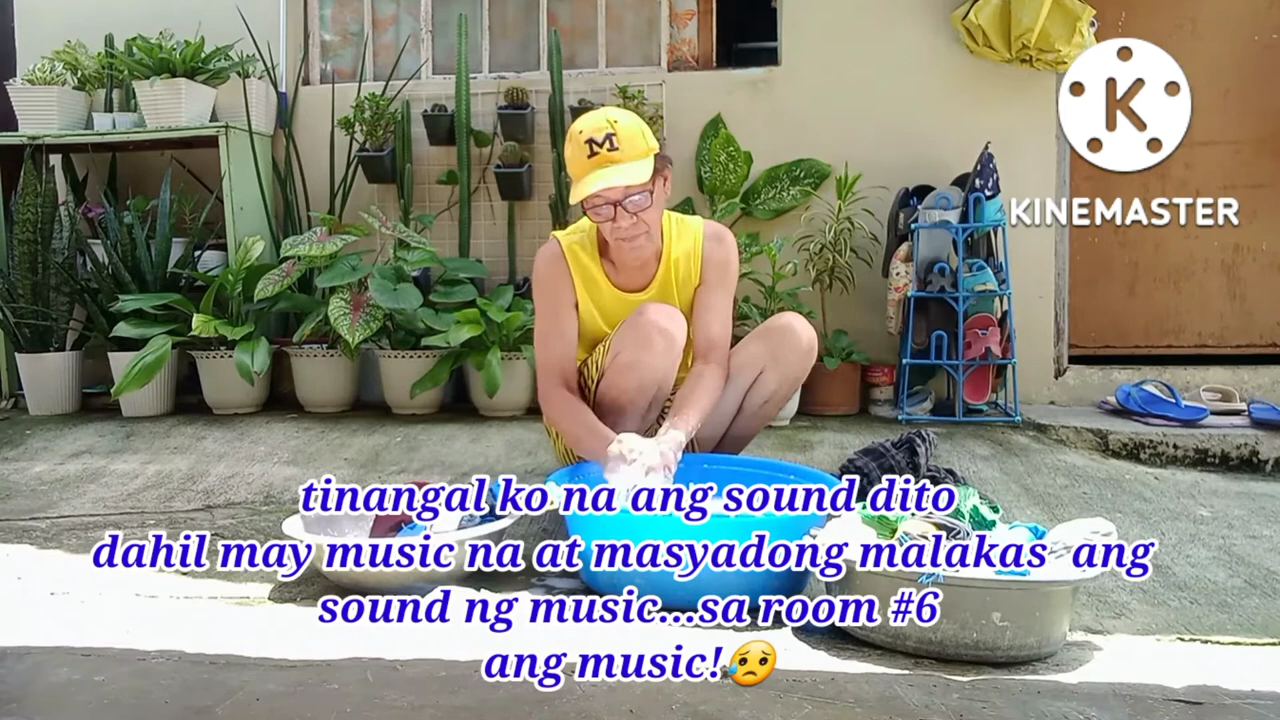 M
K
KINEMASTER
tinangal ko na ang sound dito
dahil may music na at masyadong malakas ang
sound ng music...sa room #6
ang music!😥